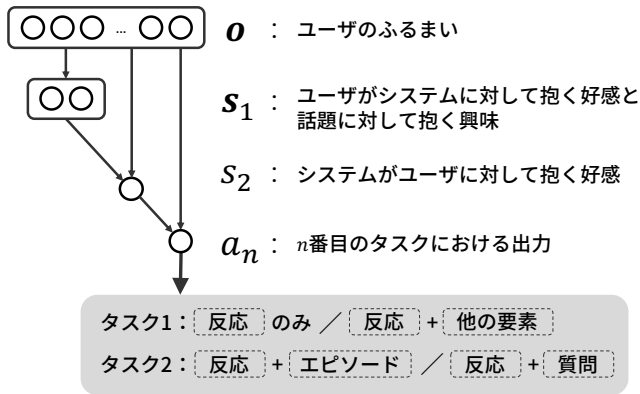 ... o : ユーザのふるまい
s1 : ユーザがシステムに対して抱く好感と
話題に対して抱く興味
s2 : システムがユーザに対して抱く好感
an : n番目のタスクにおける出力
タスク1：反応 のみ ／ 反応 + 他の要素
タスク2：反応 + エピソード ／ 反応 + 質問